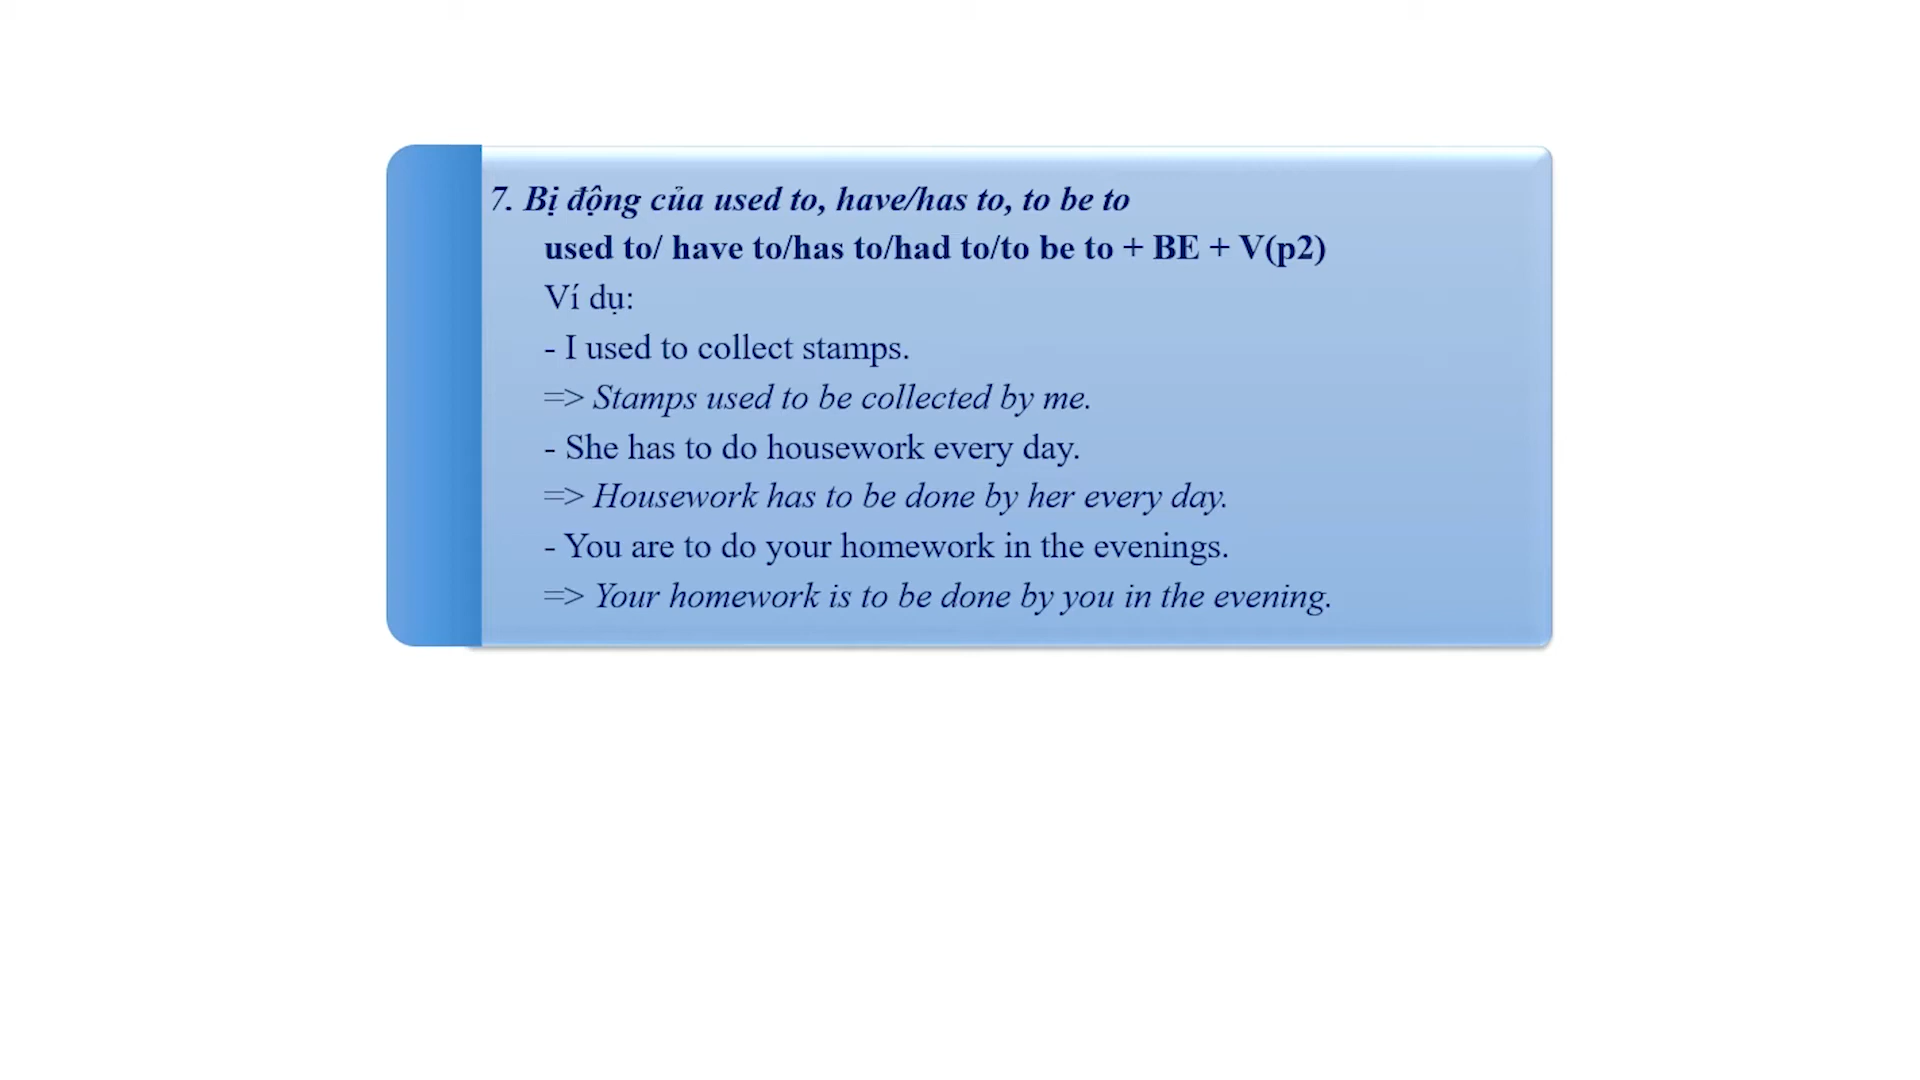 7. Bị động của used to, have/has to, to be to
used to/ have to/has to/had to/to be to + BE + V(p2)
Ví dụ:
- I used to collect stamps.
=> Stamps used to be collected by me.
- She has to do housework every day.
=> Housework has to be done by her every day.
- You are to do your homework in the evenings.
=> Your homework is to be done by you in the evening.